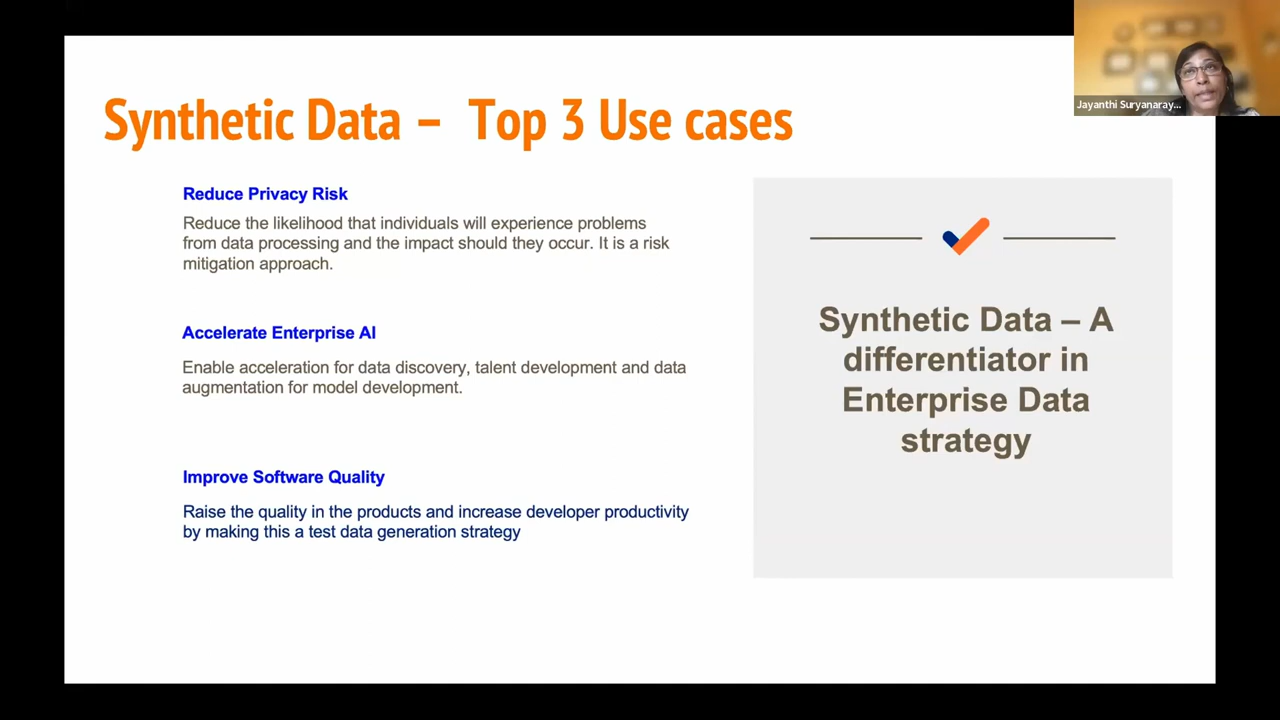 Synthetic Data – Top 3 Use cases
Reduce Privacy Risk
Reduce the likelihood that individuals will experience problems
from data processing and the impact should they occur. It is a risk
mitigation approach.
Accelerate Enterprise AI
Enable acceleration for data discovery, talent development and data
augmentation for model development.
Improve Software Quality
Raise the quality in the products and increase developer productivity
by making this a test data generation strategy
Synthetic Data – A
differentiator in
Enterprise Data
strategy
Jayanthi Suryanaray...